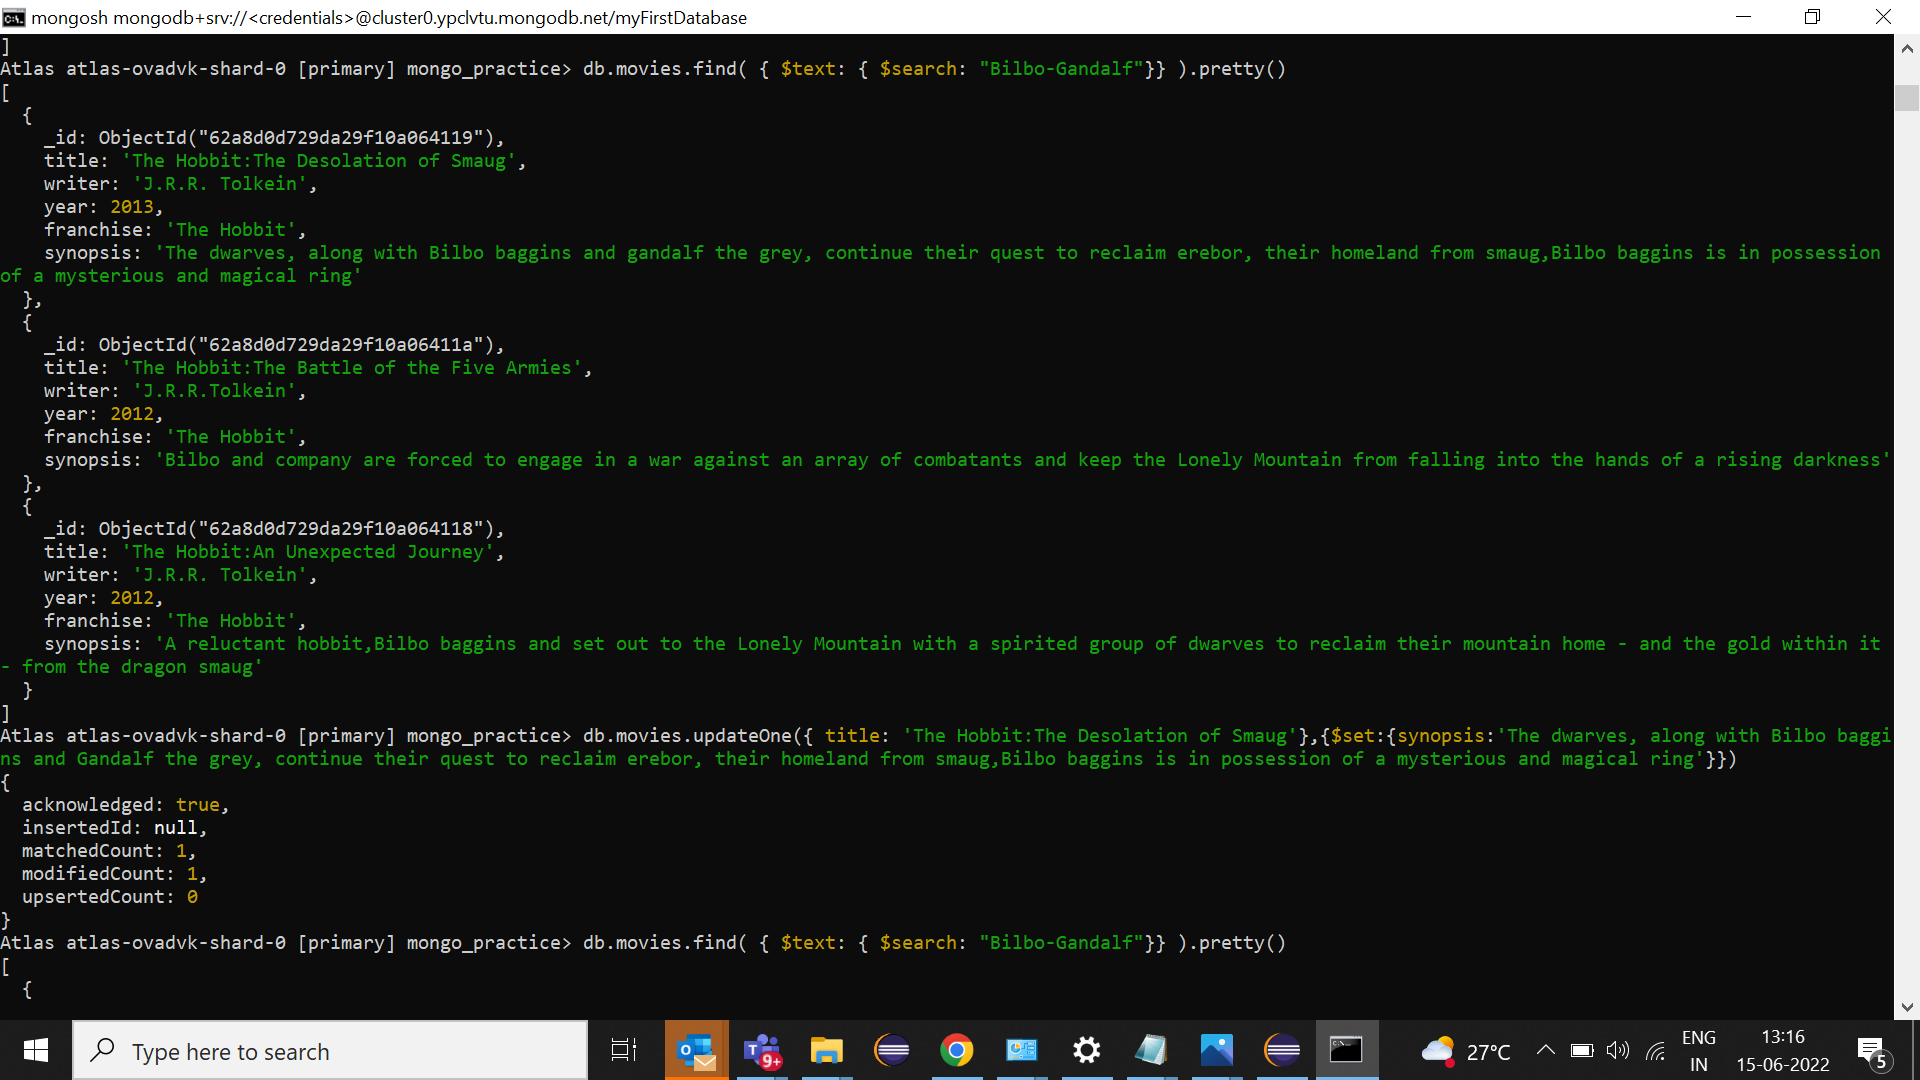 mongosh mongodb+srv://<credentials>@cluster0.ypclvtu.mongodb.net/myFirstDatabase
]
Atlas atlas-ovadvk-shard-0 [primary] mongo_practice> db.movies.find( { $text: { $search: "Bilbo-Gandalf"}} ).pretty()
[
  {
    _id: ObjectId("62a8d0d729da29f10a064119"),
    title: 'The Hobbit:The Desolation of Smaug',
    writer: 'J.R.R. Tolkein',
    year: 2013,
    franchise: 'The Hobbit',
    synopsis: 'The dwarves, along with Bilbo baggins and gandalf the grey, continue their quest to reclaim erebor, their homeland from smaug,Bilbo baggins is in possession
of a mysterious and magical ring'
  },
  {
    _id: ObjectId("62a8d0d729da29f10a06411a"),
    title: 'The Hobbit:The Battle of the Five Armies',
    writer: 'J.R.R.Tolkein',
    year: 2012,
    franchise: 'The Hobbit',
    synopsis: 'Bilbo and company are forced to engage in a war against an array of combatants and keep the Lonely Mountain from falling into the hands of a rising darkness'
  },
  {
    _id: ObjectId("62a8d0d729da29f10a064118"),
    title: 'The Hobbit:An Unexpected Journey',
    writer: 'J.R.R. Tolkein',
    year: 2012,
    franchise: 'The Hobbit',
    synopsis: 'A reluctant hobbit,Bilbo baggins and set out to the Lonely Mountain with a spirited group of dwarves to reclaim their mountain home - and the gold within it
- from the dragon smaug'
  }
]
Atlas atlas-ovadvk-shard-0 [primary] mongo_practice> db.movies.updateOne({ title: 'The Hobbit:The Desolation of Smaug'},{$set:{synopsis:'The dwarves, along with Bilbo baggi
ns and Gandalf the grey, continue their quest to reclaim erebor, their homeland from smaug,Bilbo baggins is in possession of a mysterious and magical ring'}})
{
  acknowledged: true,
  insertedId: null,
  matchedCount: 1,
  modifiedCount: 1,
  upsertedCount: 0
}
Atlas atlas-ovadvk-shard-0 [primary] mongo_practice> db.movies.find( { $text: { $search: "Bilbo-Gandalf"}} ).pretty()
[
  {
Type here to search
9+
27°C
ENG
IN
13:16
15-06-2022
5